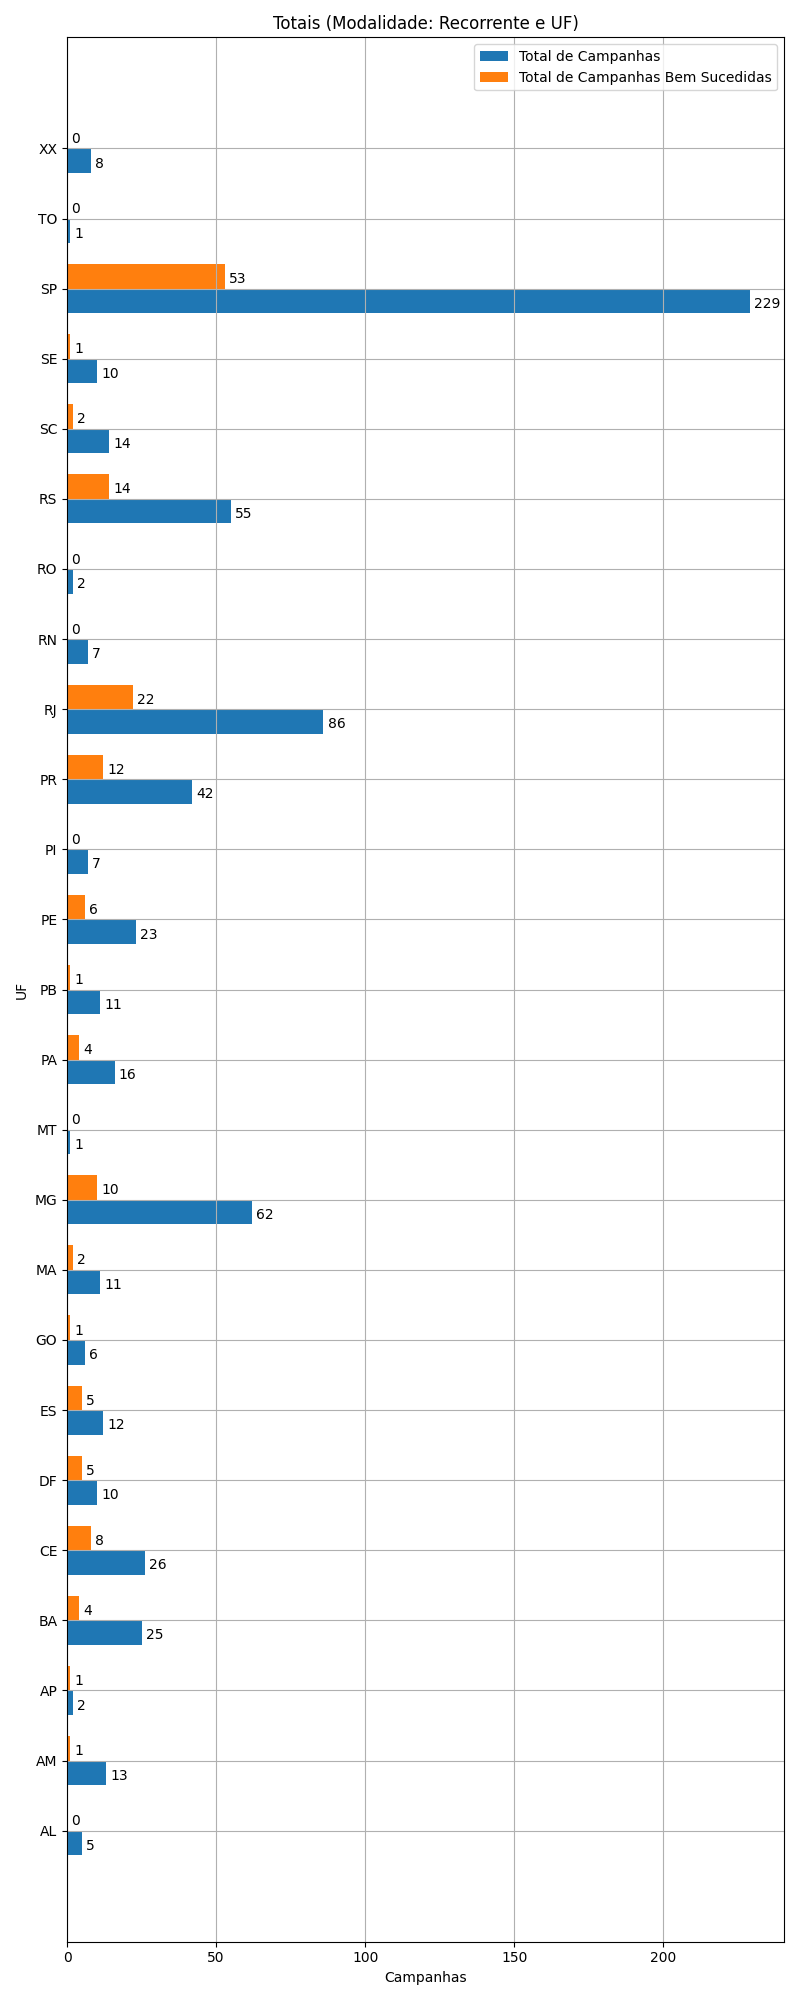 Totais (Modalidade: Recorrente e UF)
Total de Campanhas
Total de Campanhas Bem Sucedidas
XX
0
8
TO
0
1
SP
53
229
SE
1
10
SC
2
14
RS
14
55
RO
0
2
RN
0
7
RJ
22
86
PR
12
42
PI
0
7
PE
6
23
UF
PB
1
11
PA
4
16
MT
0
1
MG
10
62
MA
2
11
GO
1
6
ES
5
12
DF
5
10
CE
8
26
BA
4
25
AP
1
2
AM
1
13
AL
0
5
0 50 100 150 200
Campanhas